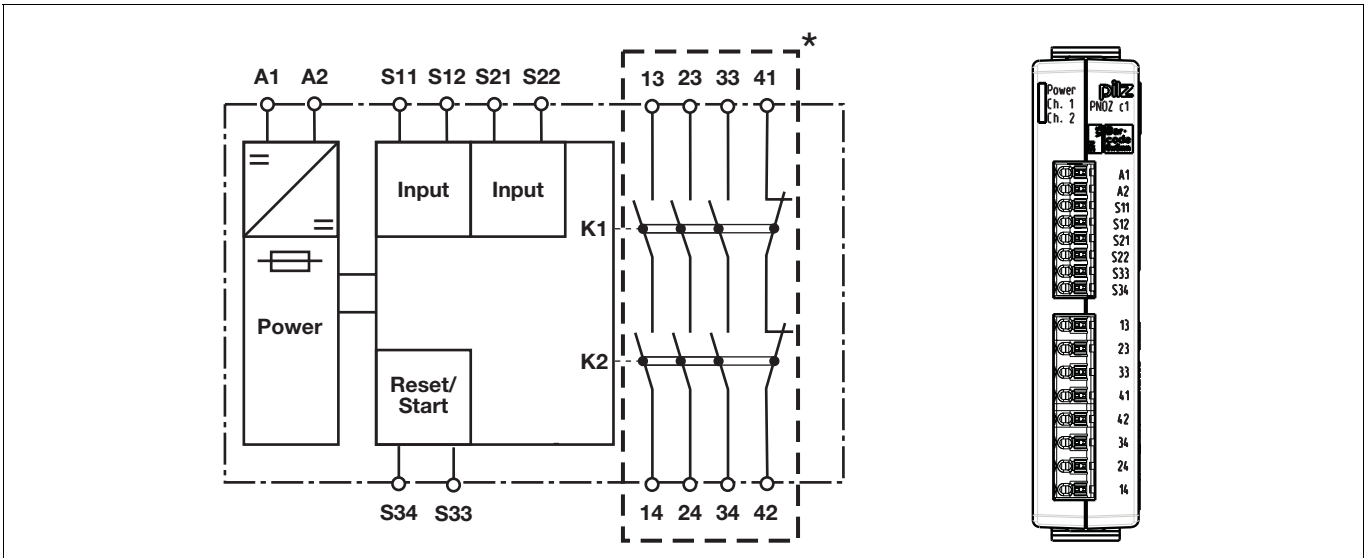 *
A1 A2 S11 S12 S21 S22 13 23 33 41
Input Input
K1
Power
K2
Reset/
Start
S34 S33 14 24 34 42
Power
Ch. 1
Ch. 2
pilz
PNOZ c1
Bar-
code
A1
A2
S11
S12
S21
S22
S33
S34
13
23
33
41
42
34
24
14